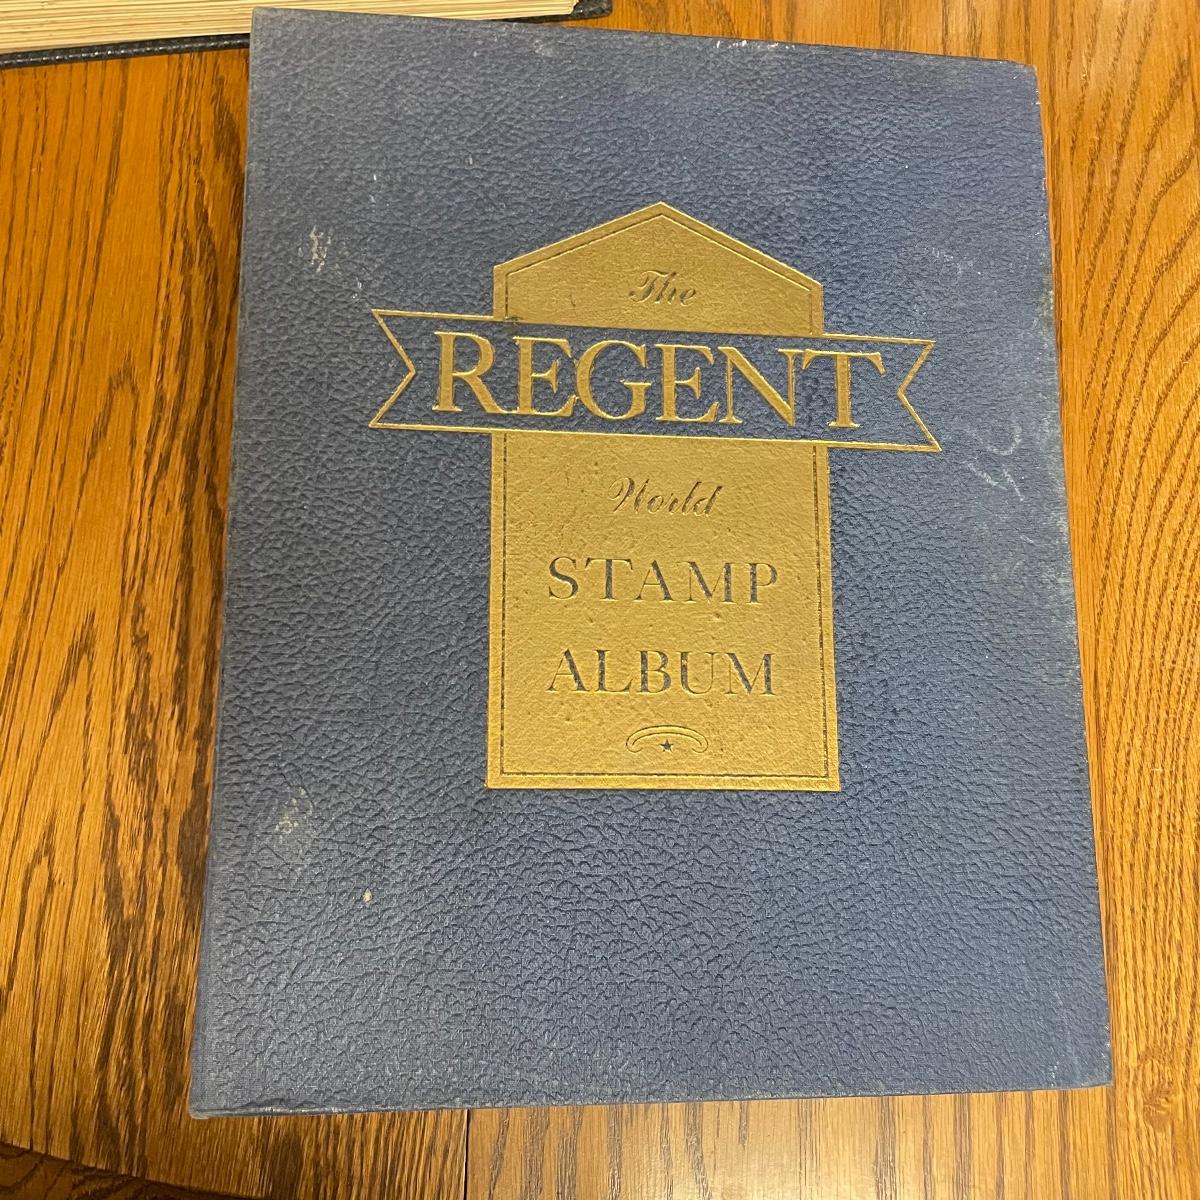 The
REGENT
World
STAMP
ALBUM